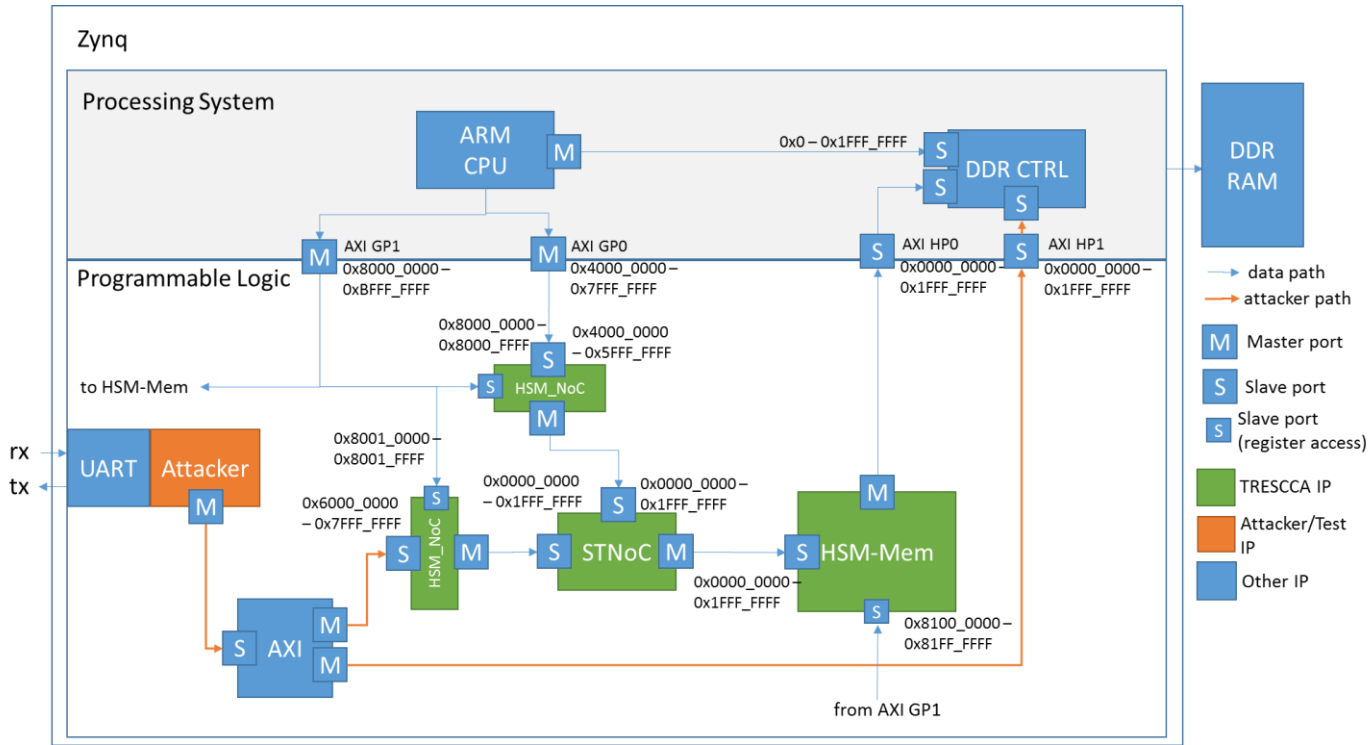 Zynq
Processing System
ARM
CPU
M
0x0 – 0x1FFF_FFFF
S
S
DDR CTRL
S
DDR
RAM
M
AXI GP1
0x8000_0000 –
0xBFFF_FFFF
M
AXI GP0
0x4000_0000 –
0x7FFF_FFFF
S
AXI HP0
0x0000_0000 –
0x1FFF_FFFF
S
AXI HP1
0x0000_0000 –
0x1FFF_FFFF
Programmable Logic
0x8000_0000 –
0x8000_FFFF
S
0x4000_0000
– 0x5FFF_FFFF
to HSM-Mem
S
HSM_NoC
M
rx
tx
UART
Attacker
M
0x8001_0000 –
0x8001_FFFF
0x6000_0000
– 0x7FFF_FFFF
S
S
HSM_NoC
M
0x0000_0000
– 0x1FFF_FFFF
S
0x0000_0000 –
0x1FFF_FFFF
S
STNoC
M
0x0000_0000 –
0x1FFF_FFFF
M
S
HSM-Mem
S
0x8100_0000 –
0x81FF_FFFF
from AXI GP1
S
AXI
M
M
data path
attacker path
M
Master port
S
Slave port
S
Slave port
(register access)
TRESCCA IP
Attacker/Test
IP
Other IP